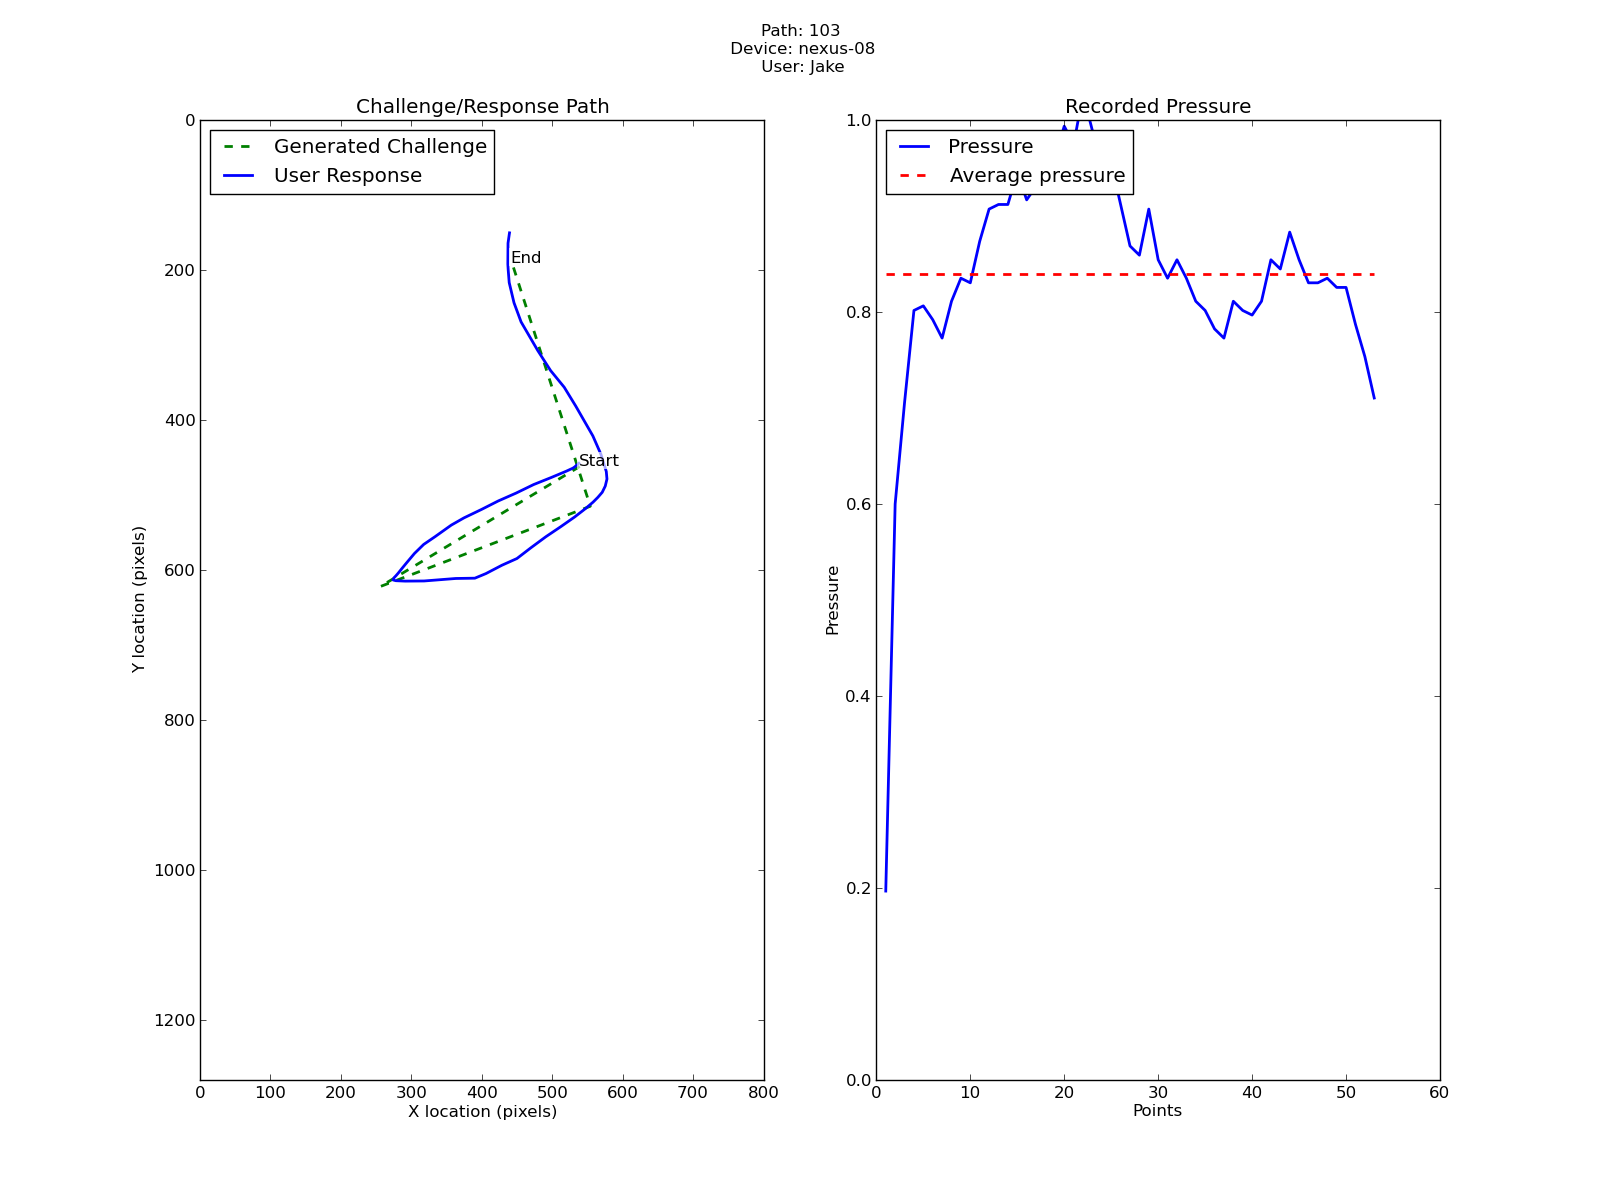 Path: 103
Device: nexus-08
User: Jake
Challenge/Response Path
0
200
400
600
800
1000
1200
Y location (pixels)
Generated Challenge
User Response
End
Start
0 100 200 300 400 500 600 700 800
X location (pixels)
Recorded Pressure
1.0
0.8
0.6
0.4
0.2
0.0
Pressure
Pressure
Average pressure
0 10 20 30 40 50 60
Points